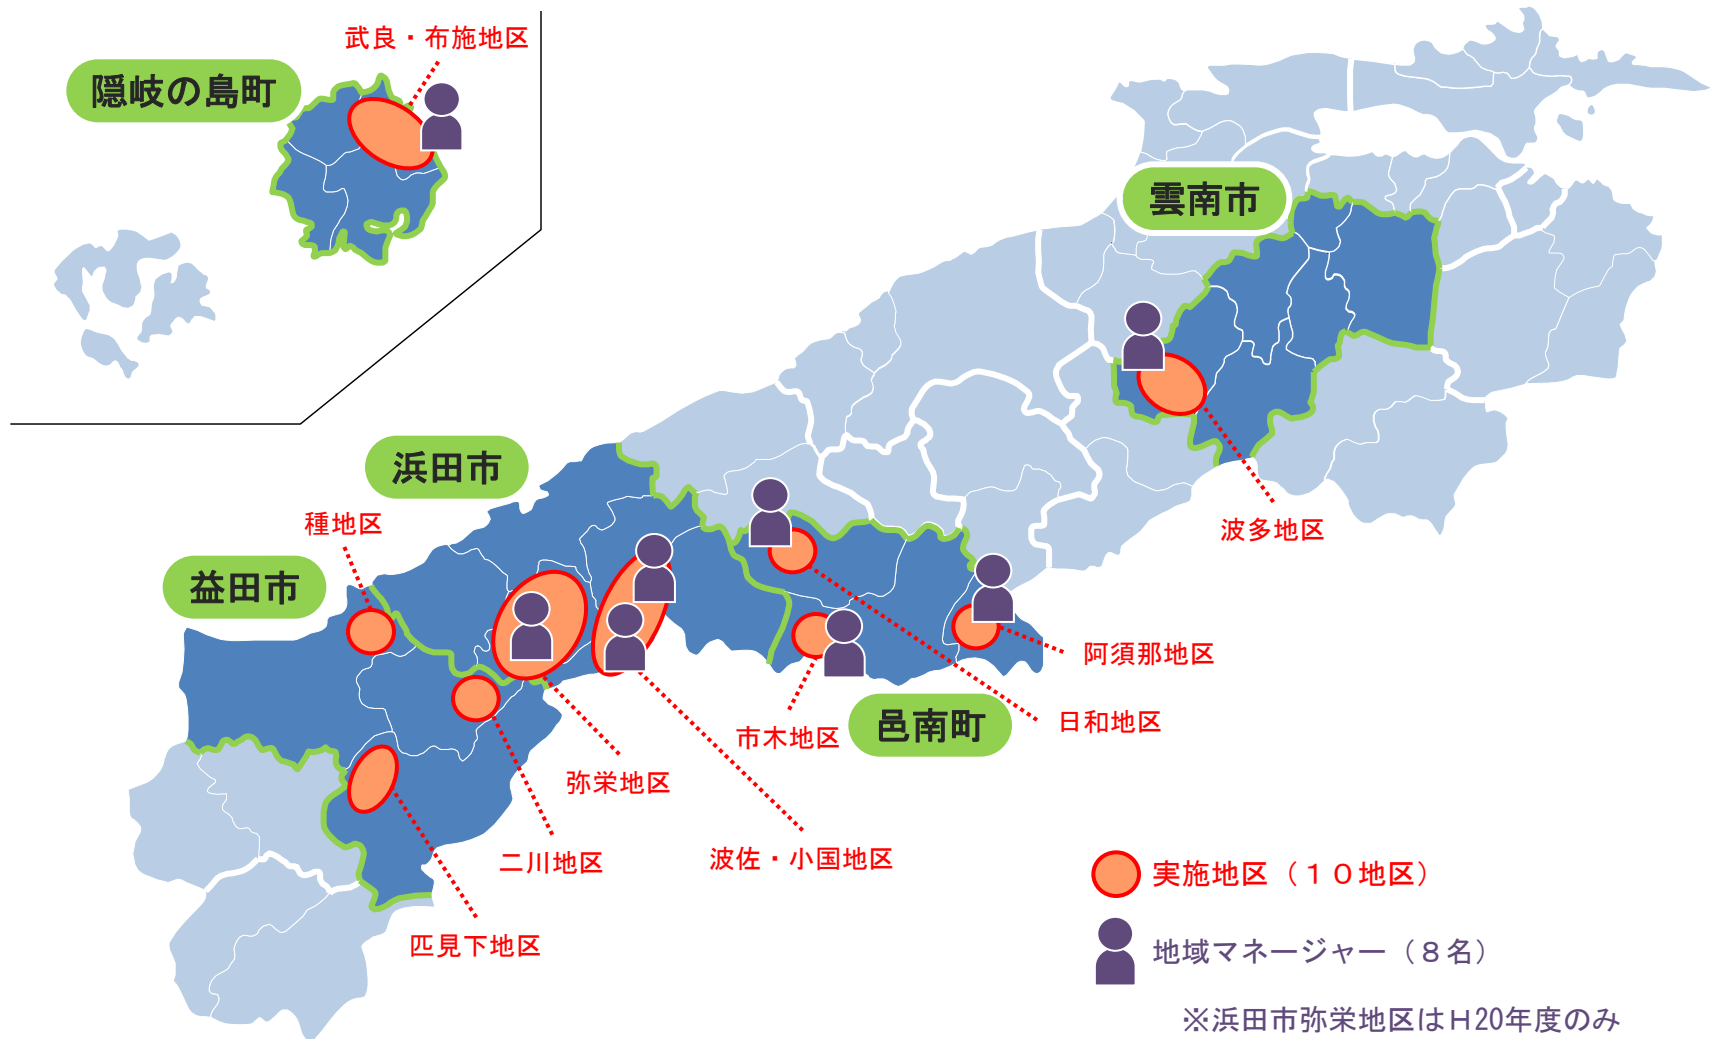 武良・布施地区
隠岐の島町
雲南市
浜田市
種地区
波多地区
益田市
阿須那地区
日和地区
邑南町
市木地区
弥栄地区
二川地区
波佐・小国地区
匹見下地区
実施地区（１０地区）
地域マネージャー（８名）
※浜田市弥栄地区はＨ20年度のみ